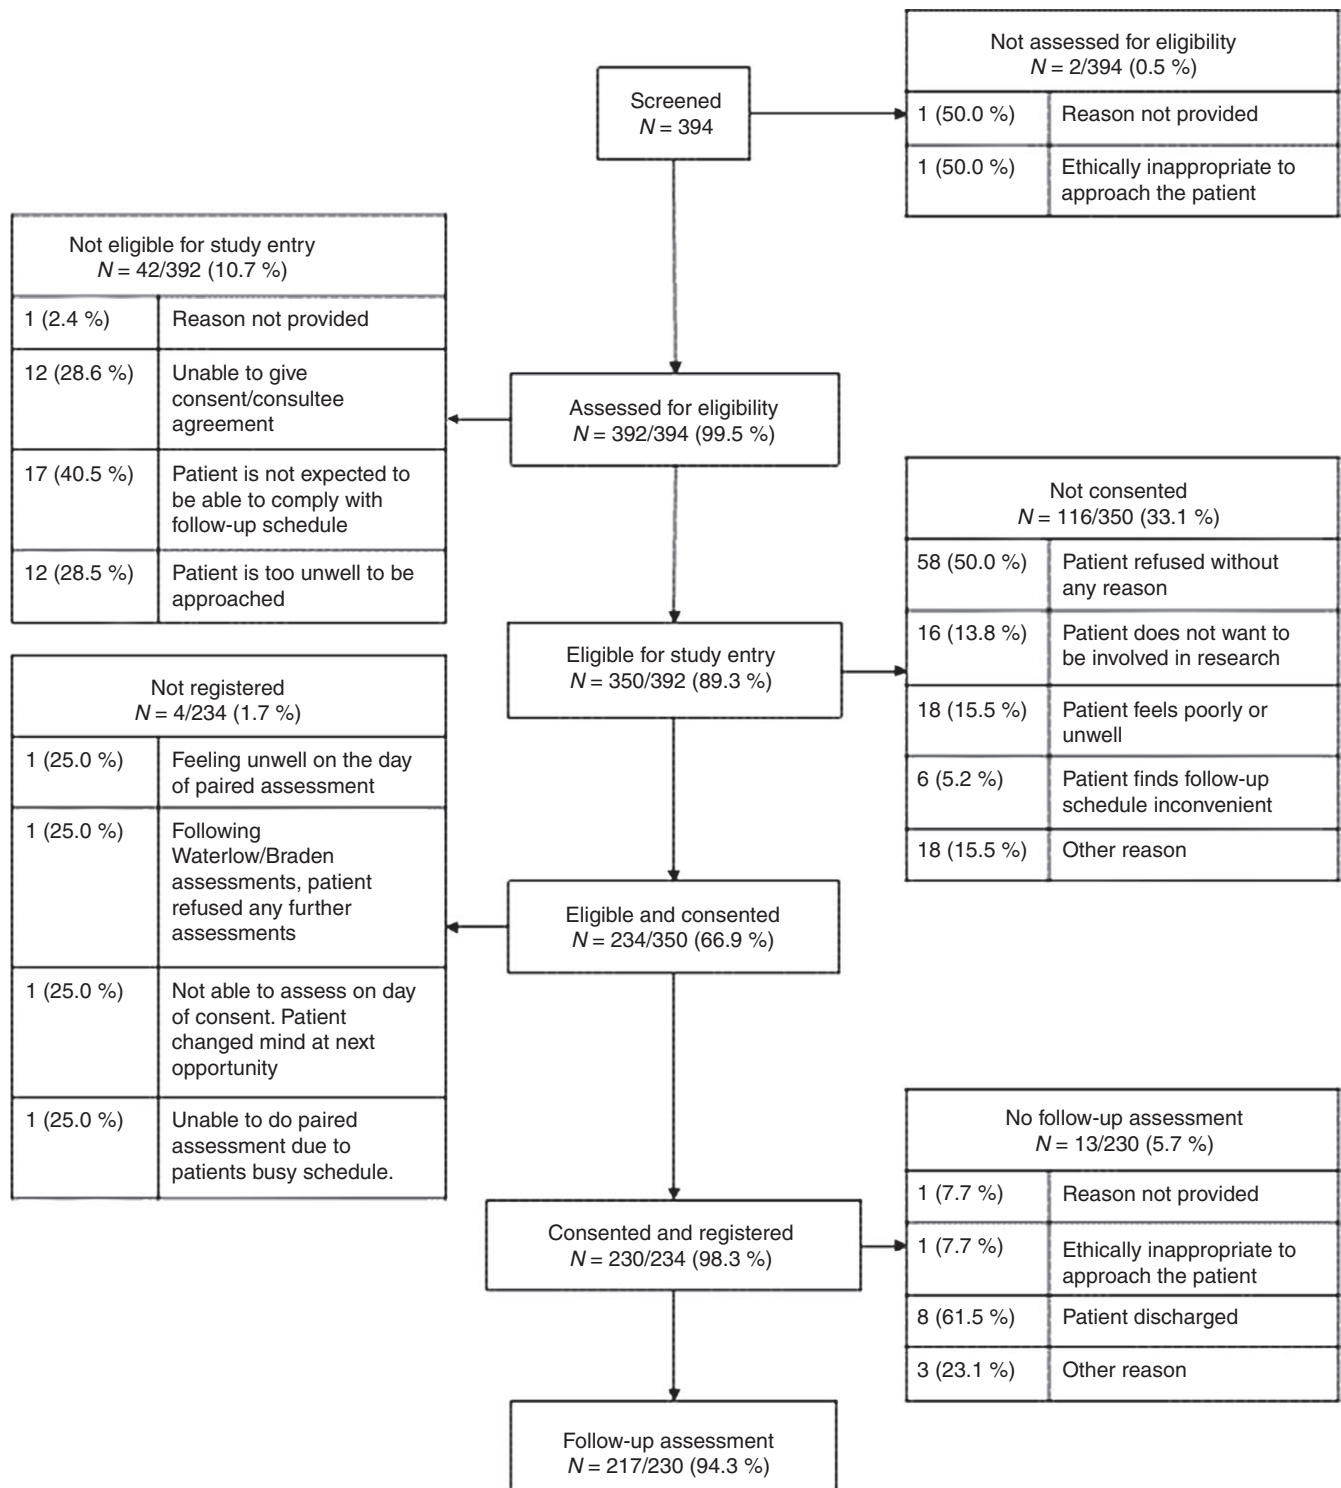 Screened
N = 394
Not assessed for eligibility
N = 2/394 (0.5 %)
1 (50.0 %) Reason not provided
1 (50.0 %) Ethically inappropriate to
approach the patient
Not eligible for study entry
N = 42/392 (10.7 %)
1 (2.4 %) Reason not provided
12 (28.6 %) Unable to give
consent/consultee
agreement
17 (40.5 %) Patient is not expected to
be able to comply with
follow-up schedule
12 (28.5 %) Patient is too unwell to be
approached
Assessed for eligibility
N = 392/394 (99.5 %)
Not consented
N = 116/350 (33.1 %)
58 (50.0 %) Patient refused without
any reason
16 (13.8 %) Patient does not want to
be involved in research
18 (15.5 %) Patient feels poorly or
unwell
6 (5.2 %) Patient finds follow-up
schedule inconvenient
18 (15.5 %) Other reason
Eligible for study entry
N = 350/392 (89.3 %)
Not registered
N = 4/234 (1.7 %)
1 (25.0 %) Feeling unwell on the day
of paired assessment
1 (25.0 %) Following
Waterlow/Braden
assessments, patient
refused any further
assessments
1 (25.0 %) Not able to assess on day
of consent. Patient
changed mind at next
opportunity
1 (25.0 %) Unable to do paired
assessment due to
patients busy schedule.
Eligible and consented
N = 234/350 (66.9 %)
No follow-up assessment
N = 13/230 (5.7 %)
1 (7.7 %) Reason not provided
1 (7.7 %) Ethically inappropriate to
approach the patient
8 (61.5 %) Patient discharged
3 (23.1 %) Other reason
Consented and registered
N = 230/234 (98.3 %)
Follow-up assessment
N = 217/230 (94.3 %)